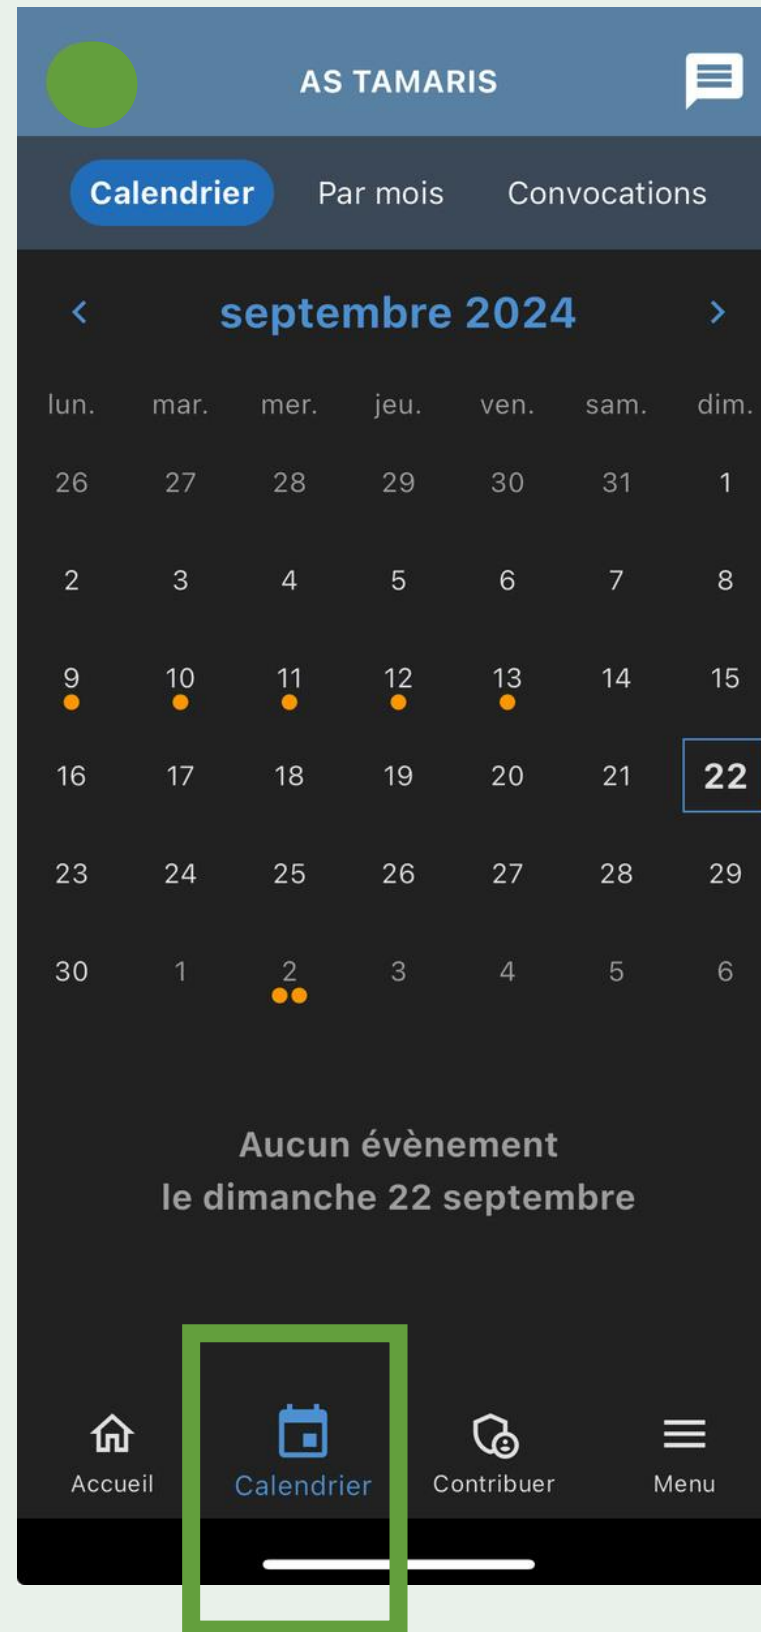 AS TAMARIS
Calendrier Par mois Convocations
septembre 2024
lun. mar. mer. jeu. ven. sam. dim.
26 27 28 29 30 31 1
2 3 4 5 6 7 8
9 10 11 12 13 14 15
16 17 18 19 20 21 22
23 24 25 26 27 28 29
30 1 2 3 4 5 6
Aucun évènement
le dimanche 22 septembre
Accueil Calendrier Contribuer Menu